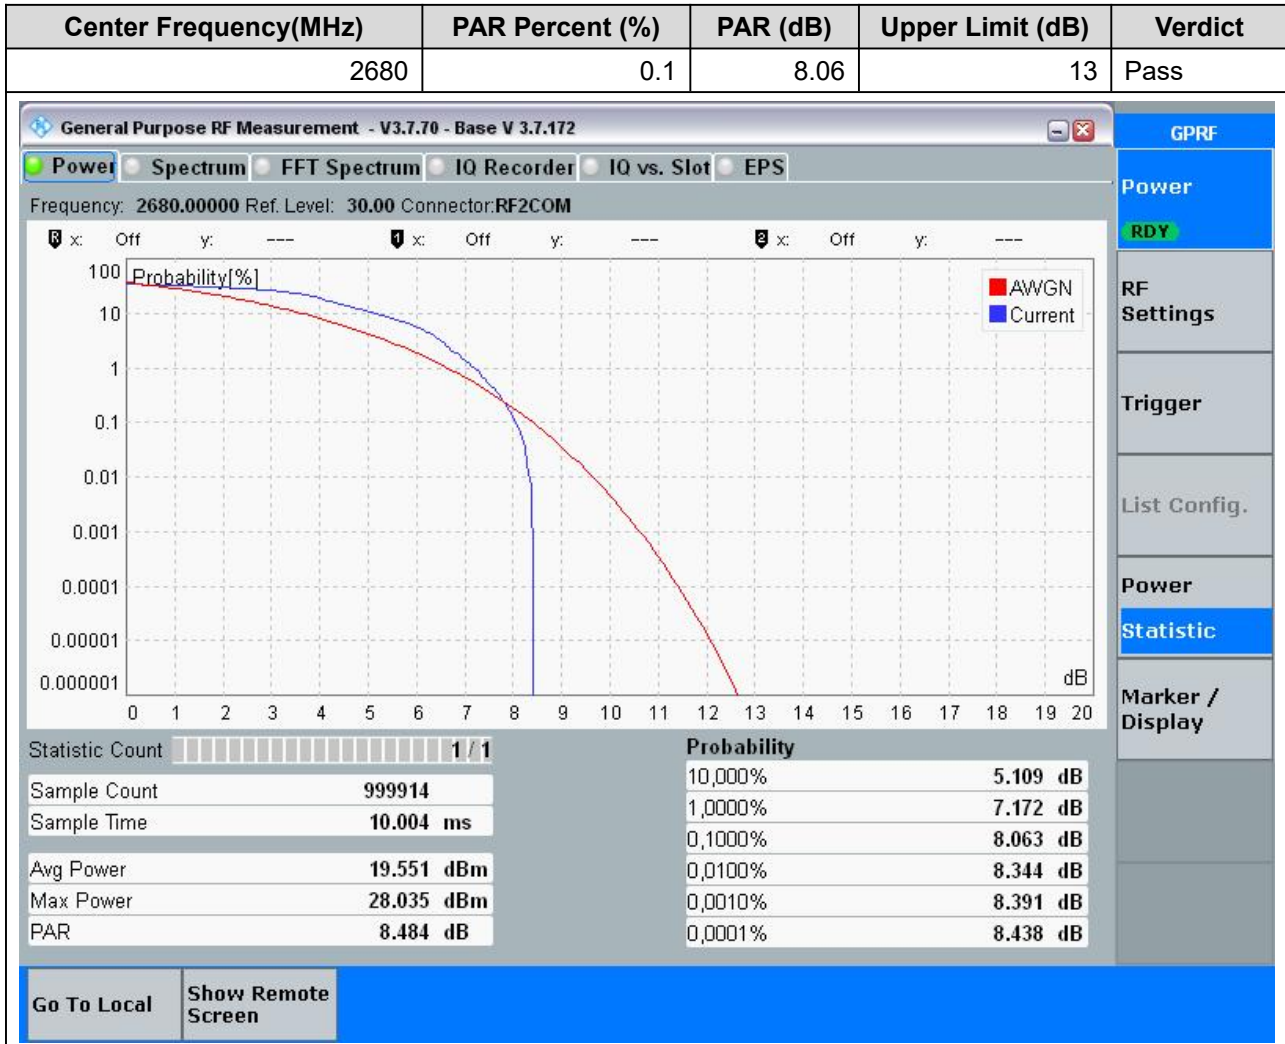 Center Frequency(MHz) PAR Percent (%) PAR (dB) Upper Limit (dB) Verdict
2680 0.1 8.06 13 Pass
General Purpose RF Measurement - V3.7.70 - Base V 3.7.172
GPRF
Power Spectrum FFT Spectrum IQ Recorder IQ vs. Slot EPS
Power
RDY
Frequency: 2680.00000 Ref. Level: 30.00 Connector:RF2COM
R x: Off y: --- 1 x: Off y: --- 2 x: Off y: ---
Probability[%]
AWGN
Current
100
10
1
0.1
0.01
0.001
0.0001
0.00001
0.000001
dB
0 1 2 3 4 5 6 7 8 9 10 11 12 13 14 15 16 17 18 19 20
RF
Settings
Trigger
List Config.
Power
Statistic
Marker /
Display
Statistic Count 1 / 1
Sample Count 999914
Sample Time 10.004 ms
Avg Power 19.551 dBm
Max Power 28.035 dBm
PAR 8.484 dB
Probability
10,000% 5.109 dB
1,0000% 7.172 dB
0,1000% 8.063 dB
0,0100% 8.344 dB
0,0010% 8.391 dB
0,0001% 8.438 dB
Go To Local
Show Remote
Screen